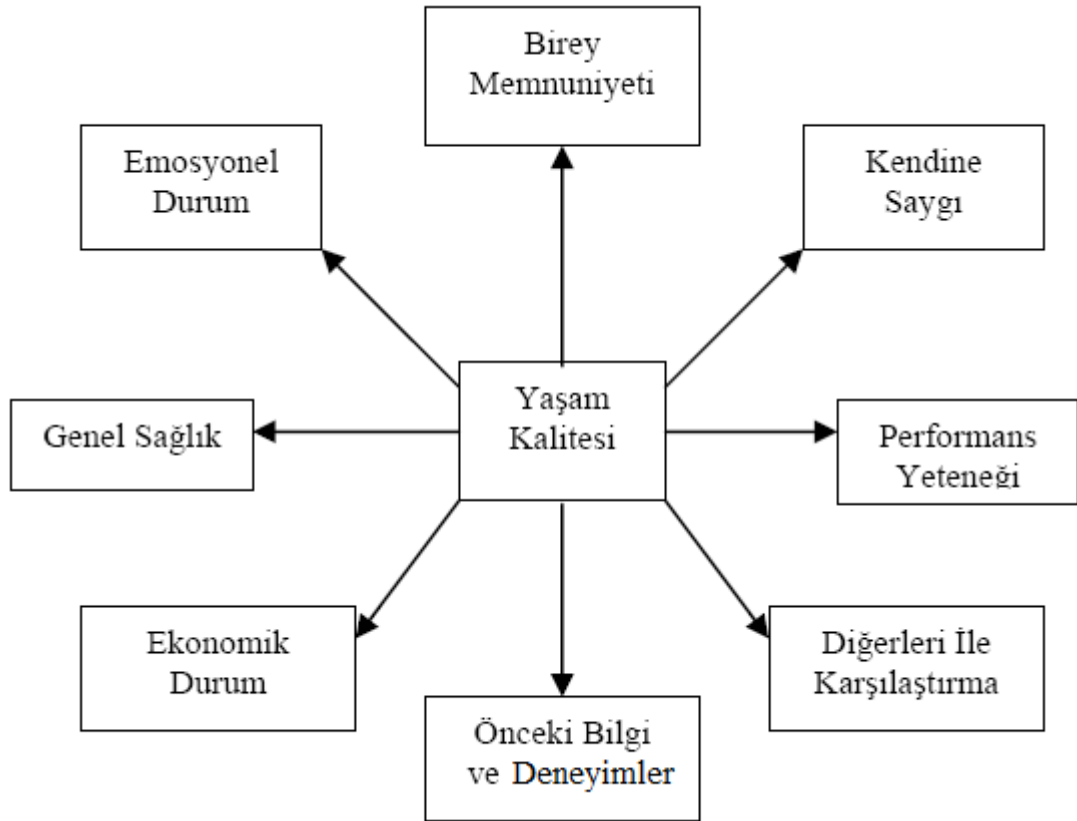 Birey
Memnuniyeti
Emosyonel
Durum
Kendine
Saygı
Yaşam
Kalitesi
Genel Sağlık
Performans
Yeteneği
Ekonomik
Durum
Diğerleri İle
Karşılaştırma
Önceki Bilgi
ve Deneyimler